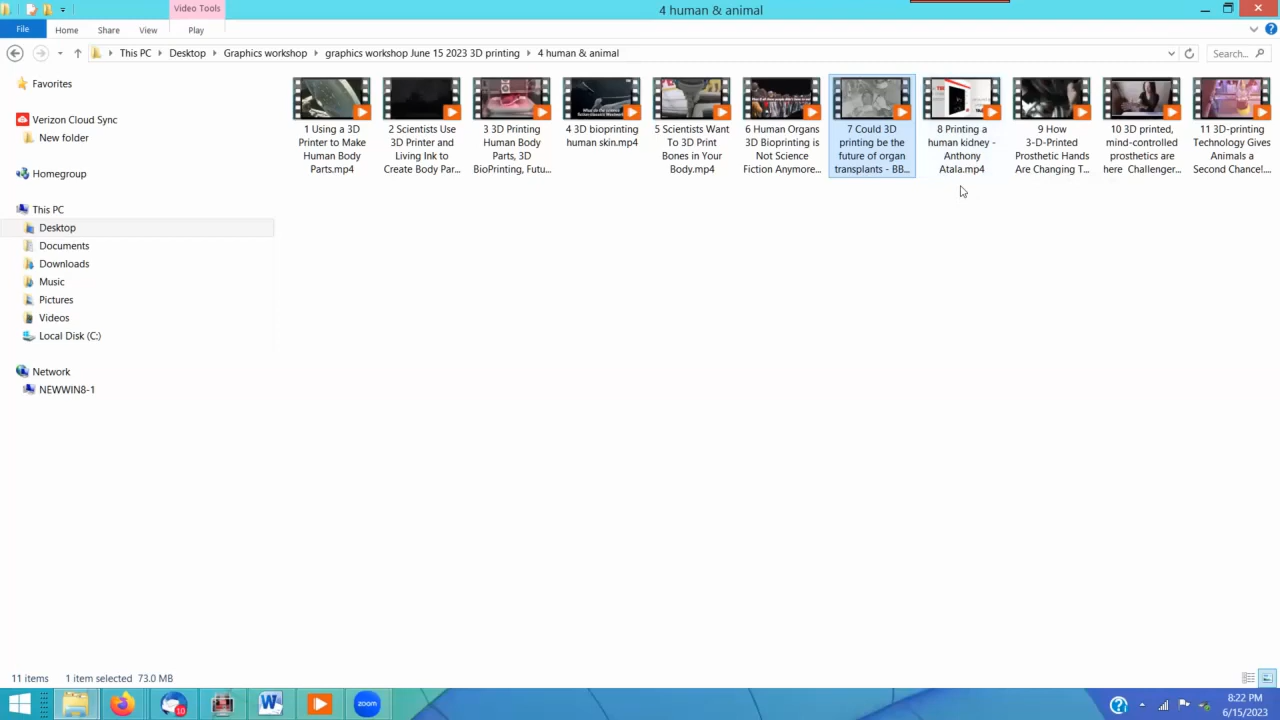 Video Tools
4 human & animal
File
Home
Share
View
Play
This PC
Desktop
Graphics workshop
graphics workshop June 15 2023 3D printing
4 human & animal
Search...
Favorites
Verizon Cloud Sync
New folder
Homegroup
This PC
Desktop
Documents
Downloads
Music
Pictures
Videos
Local Disk (C:)
Network
NEWWIN8-1
1 Using a 3D
Printer to Make
Human Body
Parts.mp4
2 Scientists Use
3D Printer and
Living Ink to
Create Body Par...
3 3D Printing
Human Body
Parts, 3D
BioPrinting, Futu...
4 3D bioprinting
human skin.mp4
5 Scientists Want
To 3D Print
Bones in Your
Body.mp4
6 Human Organs
3D Bioprinting is
Not Science
Fiction Anymore...
7 Could 3D
printing be the
future of organ
transplants - BB...
8 Printing a
human kidney -
Anthony
Atala.mp4
9 How
3-D-Printed
Prosthetic Hands
Are Changing T...
10 3D printed,
mind-controlled
prosthetics are
here Challenger...
11 3D-printing
Technology Gives
Animals a
Second Chance!....
11 items
1 item selected 73.0 MB
10
zoom
8:22 PM
6/15/2023